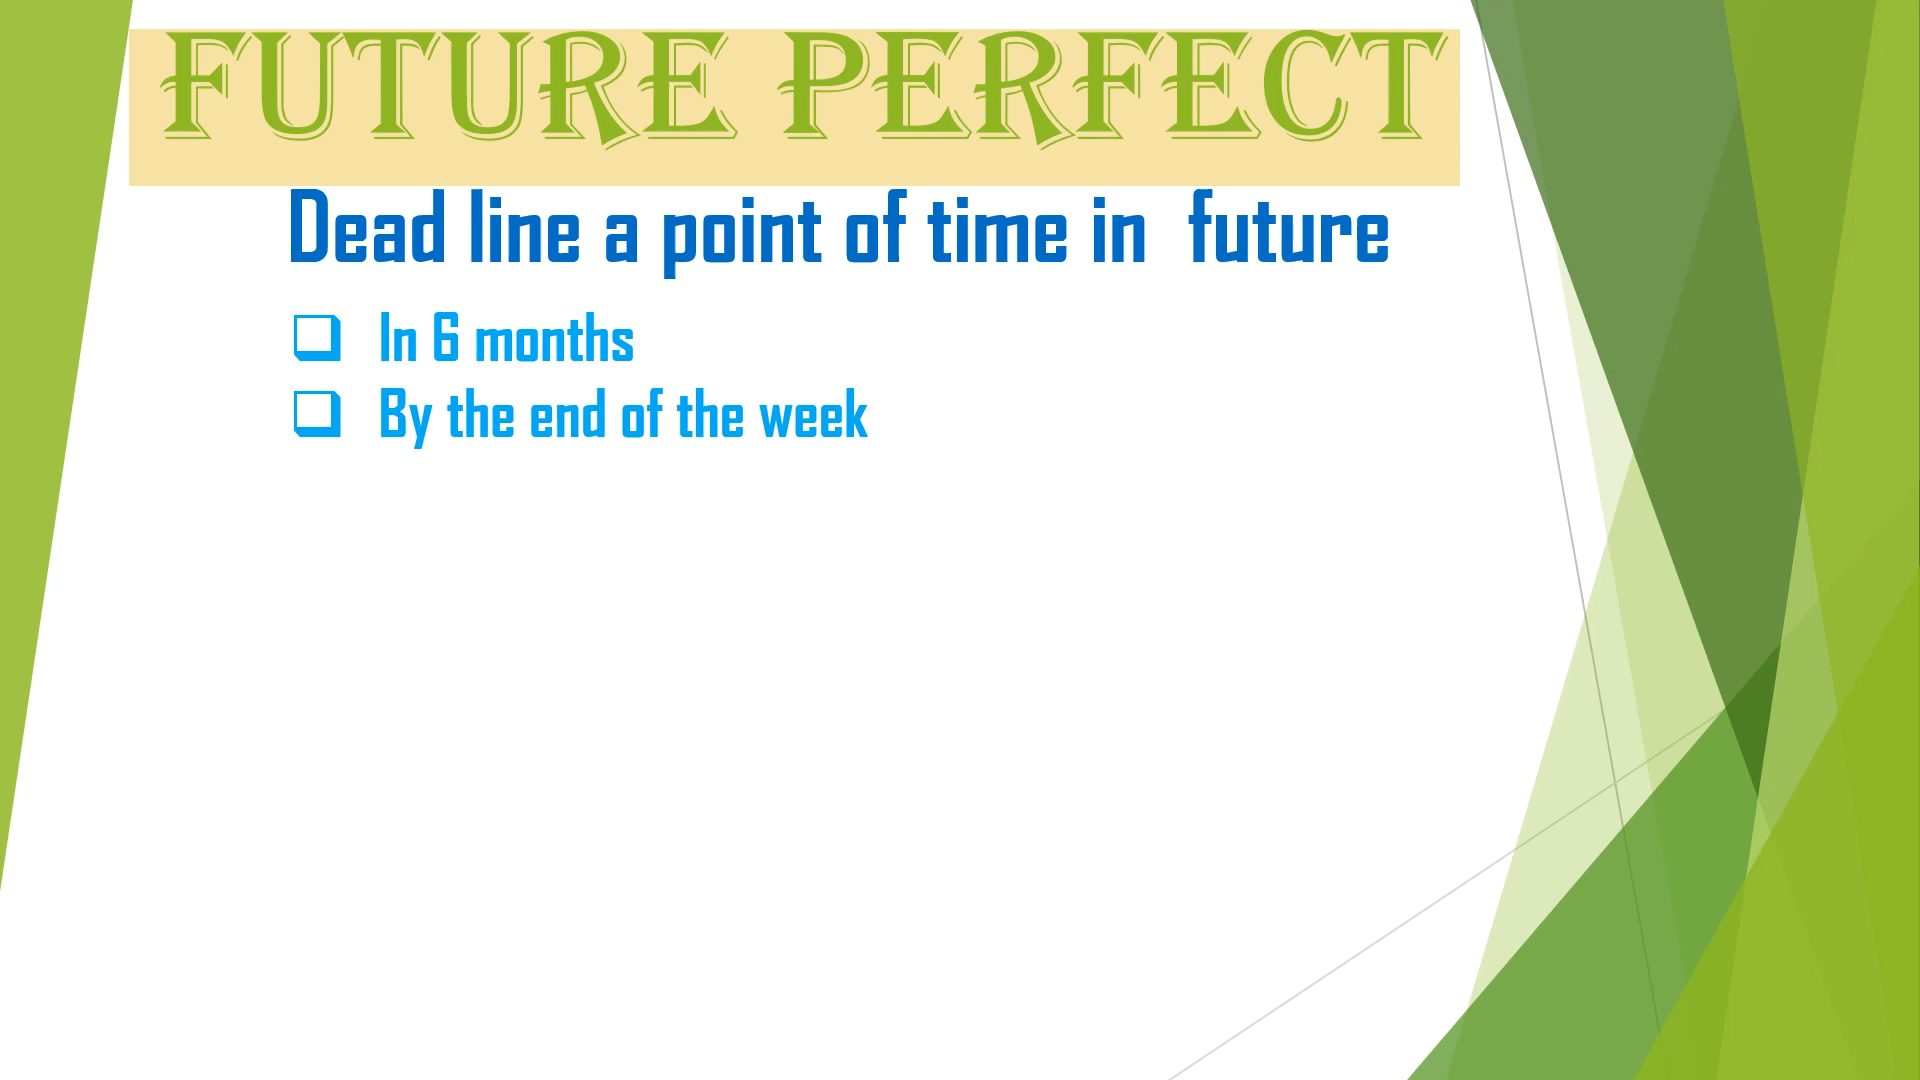 FUTURE PERFECT
Dead line a point of time in  future
❑ In 6 months
❑ By the end of the week